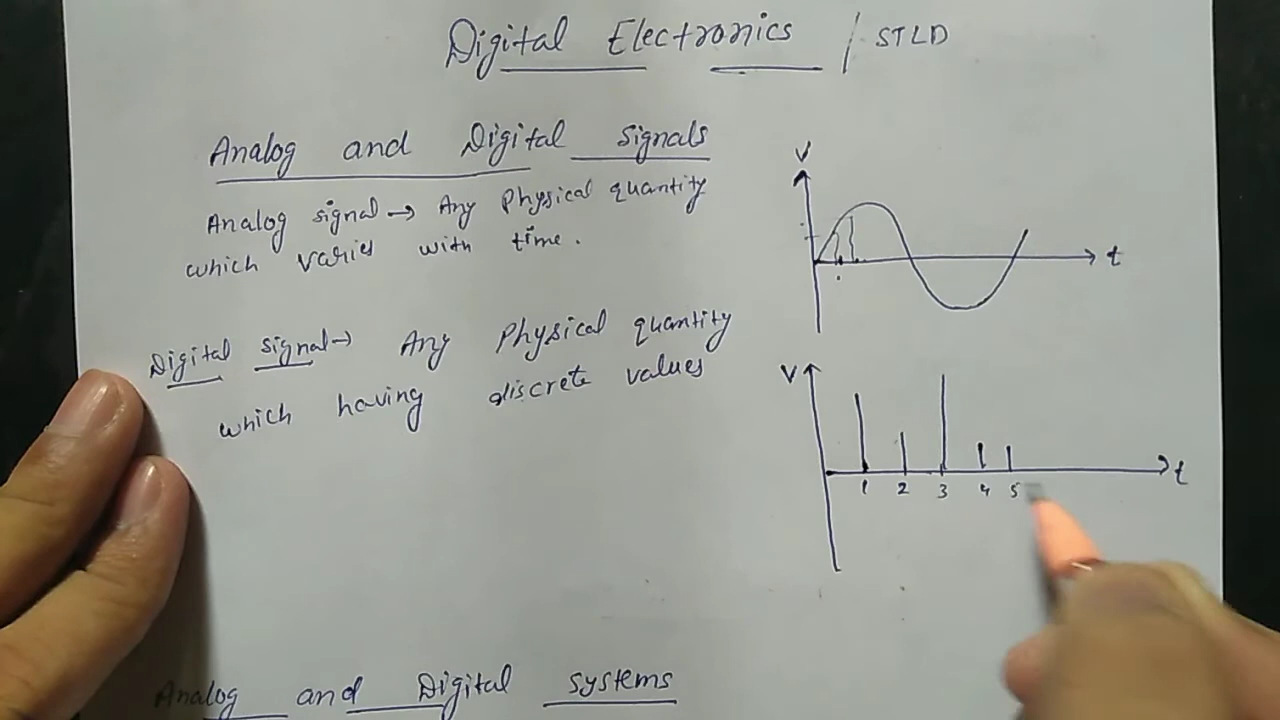 Digital Electronics / STLD
Analog and Digital Signals
Analog signal → Any Physical quantity
which varies with time.
Digital signal → Any Physical quantity
which having discrete values
V
t
V
t
1 2 3 4 5
Analog and Digital systems